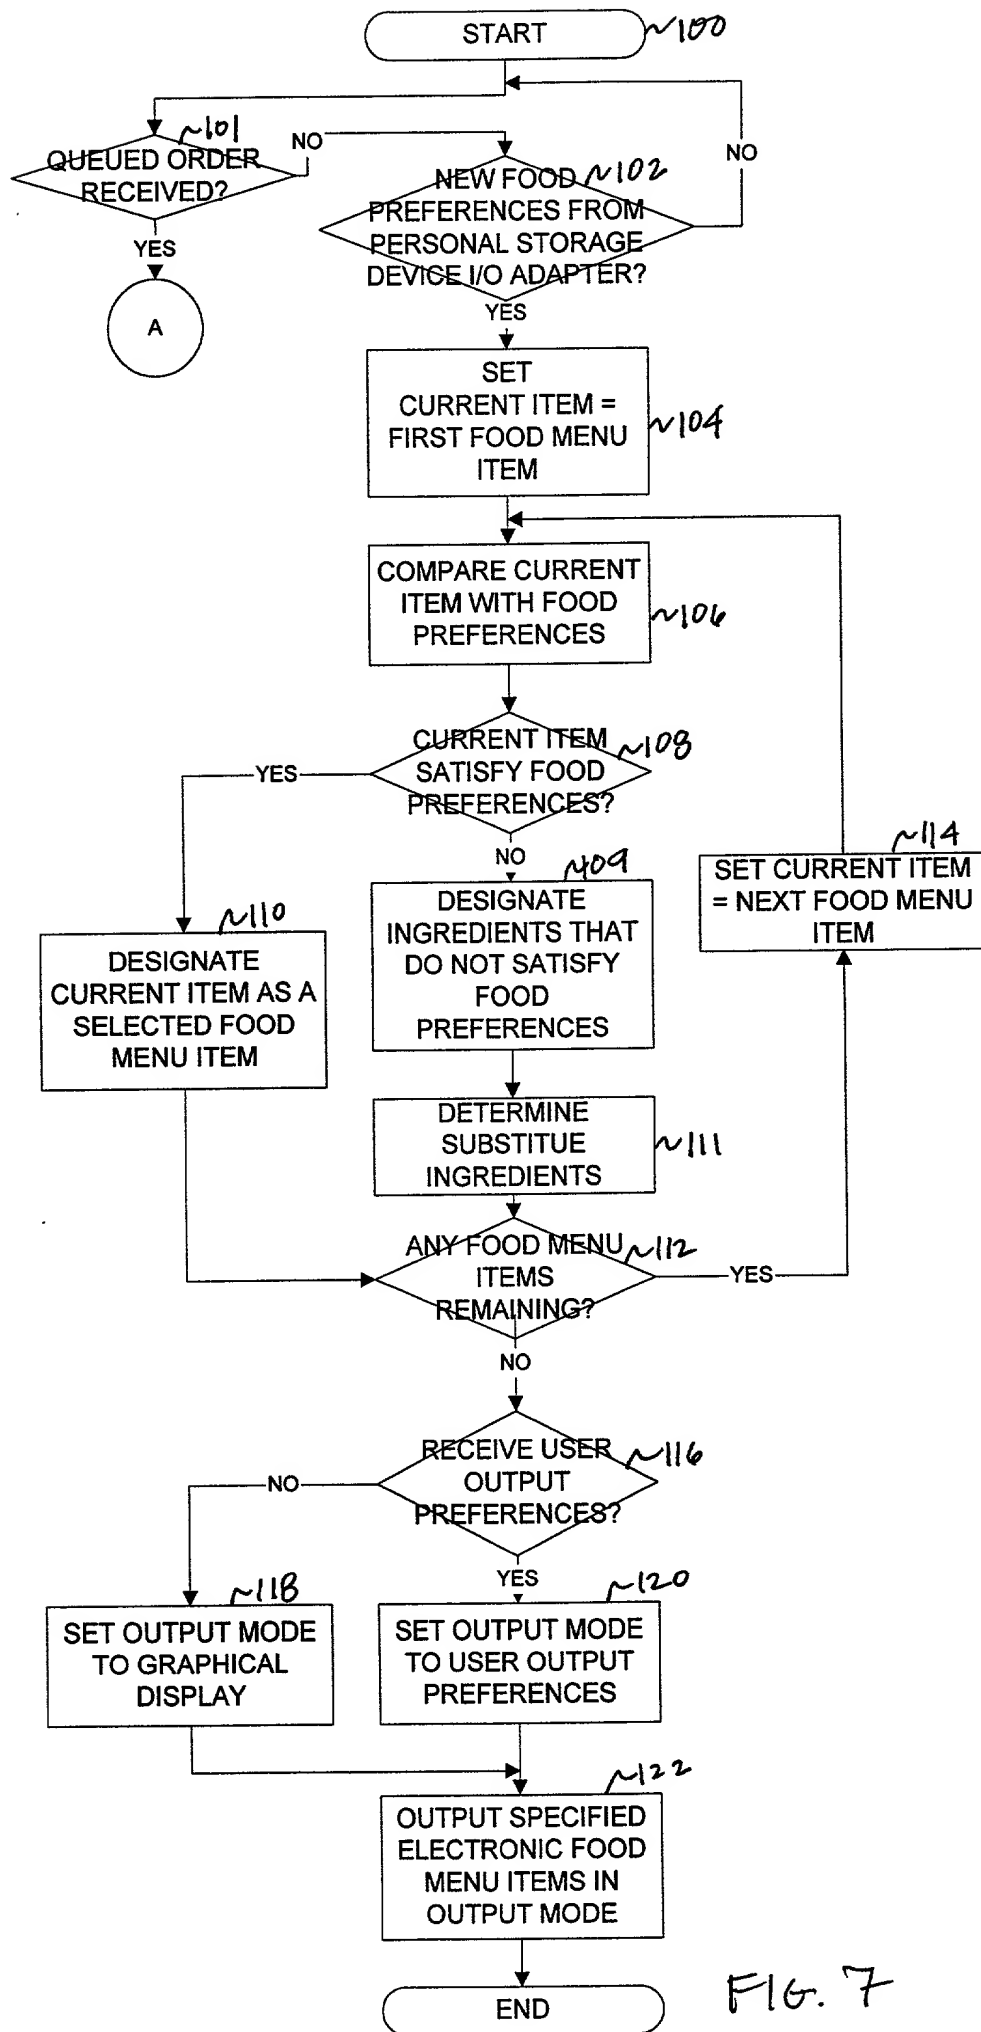 START
~100
~101
QUEUED ORDER
RECEIVED?
NO
YES
A
NEW FOOD ~102
PREFERENCES FROM
PERSONAL STORAGE
DEVICE I/O ADAPTER?
NO
YES
SET
CURRENT ITEM =
FIRST FOOD MENU
ITEM
~104
COMPARE CURRENT
ITEM WITH FOOD
PREFERENCES
~106
CURRENT ITEM
SATISFY FOOD
PREFERENCES?
~108
YES
NO
~110
DESIGNATE
CURRENT ITEM AS A
SELECTED FOOD
MENU ITEM
~109
DESIGNATE
INGREDIENTS THAT
DO NOT SATISFY
FOOD
PREFERENCES
~114
SET CURRENT ITEM
= NEXT FOOD MENU
ITEM
DETERMINE
SUBSTITUE
INGREDIENTS
~111
ANY FOOD MENU
ITEMS
REMAINING?
~112
YES
NO
RECEIVE USER
OUTPUT
PREFERENCES?
~116
NO
YES
~118
SET OUTPUT MODE
TO GRAPHICAL
DISPLAY
~120
SET OUTPUT MODE
TO USER OUTPUT
PREFERENCES
~122
OUTPUT SPECIFIED
ELECTRONIC FOOD
MENU ITEMS IN
OUTPUT MODE
END
FIG. 7